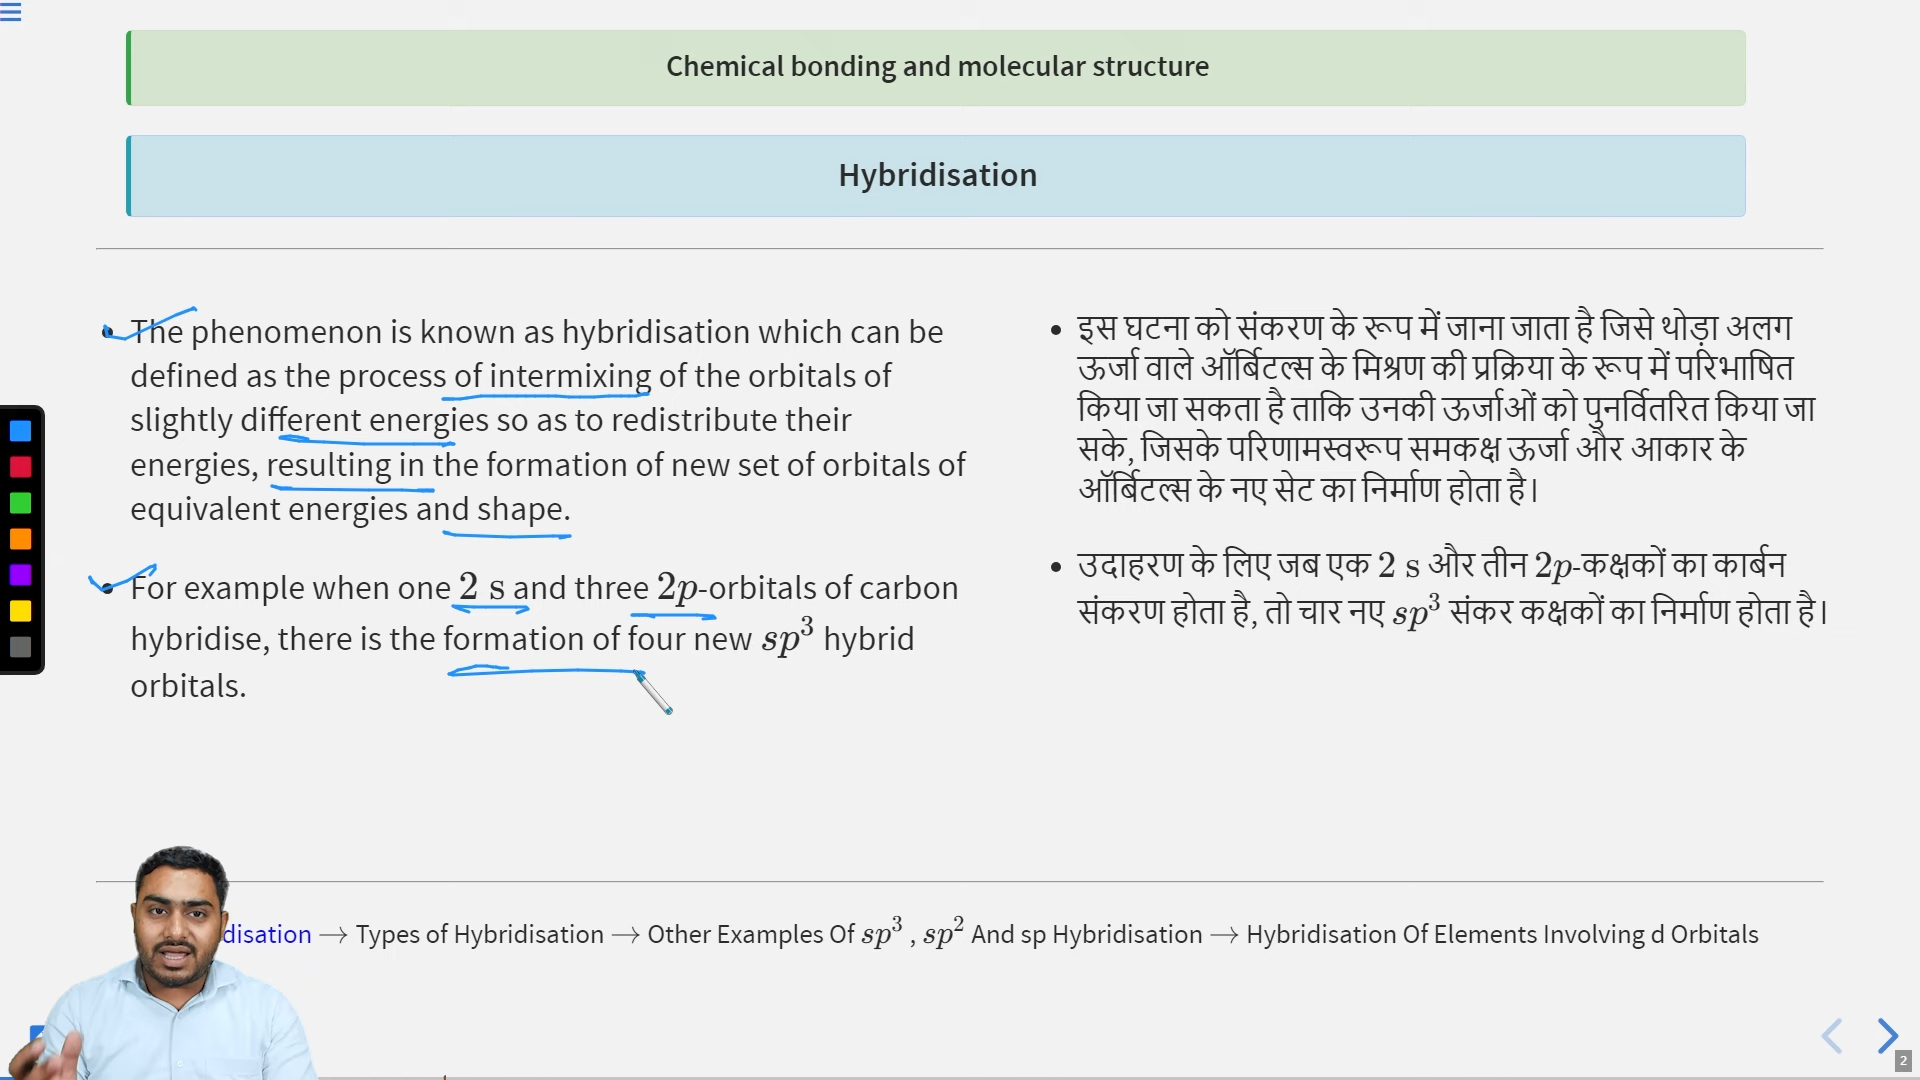 Chemical bonding and molecular structure
Hybridisation
• The phenomenon is known as hybridisation which can be
defined as the process of intermixing of the orbitals of
slightly different energies so as to redistribute their
energies, resulting in the formation of new set of orbitals of
equivalent energies and shape.
• For example when one 2 s and three 2p-orbitals of carbon
hybridise, there is the formation of four new sp³ hybrid
orbitals.
• इस घटना को संकरण के रूप में जाना जाता है जिसे थोड़ा अलग
ऊर्जा वाले ऑर्बिटल्स के मिश्रण की प्रक्रिया के रूप में परिभाषित
किया जा सकता है ताकि उनकी ऊर्जाओं को पुनर्वितरित किया जा
सके, जिसके परिणामस्वरूप समकक्ष ऊर्जा और आकार के
ऑर्बिटल्स के नए सेट का निर्माण होता है।
• उदाहरण के लिए जब एक 2 s और तीन 2p-कक्षकों का कार्बन
संकरण होता है, तो चार नए sp³ संकर कक्षकों का निर्माण होता है।
disation → Types of Hybridisation → Other Examples Of sp³ , sp² And sp Hybridisation → Hybridisation Of Elements Involving d Orbitals
2